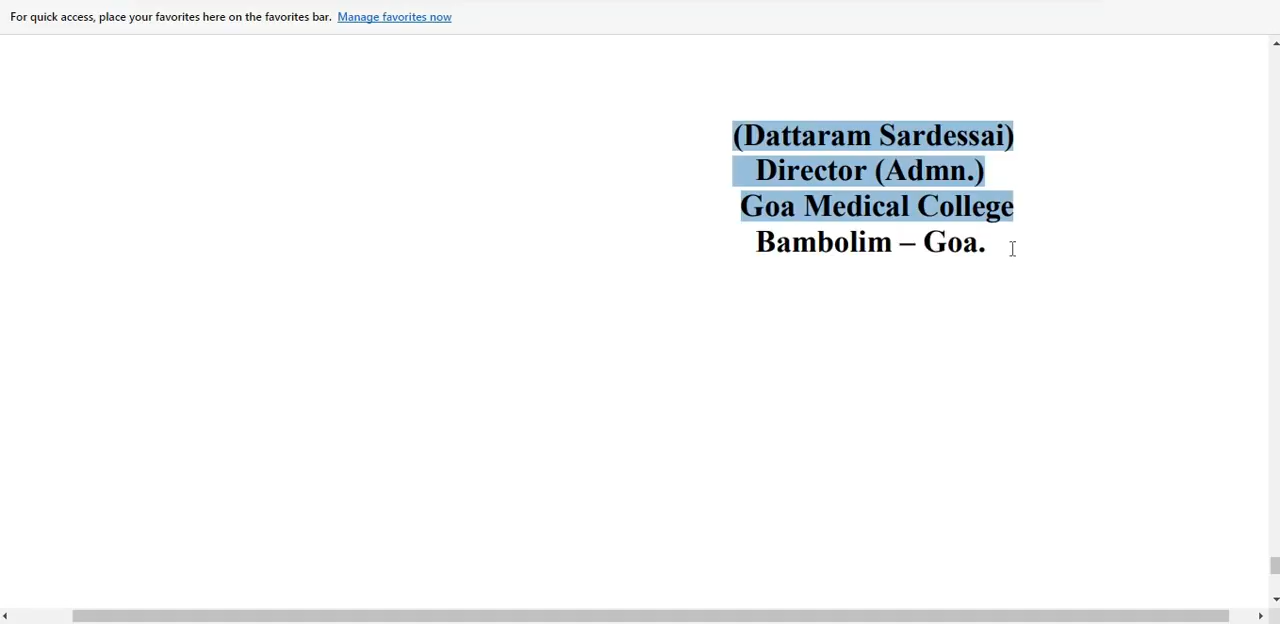 For quick access, place your favorites here on the favorites bar. Manage favorites now
(Dattaram Sardessai)
Director (Admn.)
Goa Medical College
Bambolim – Goa.